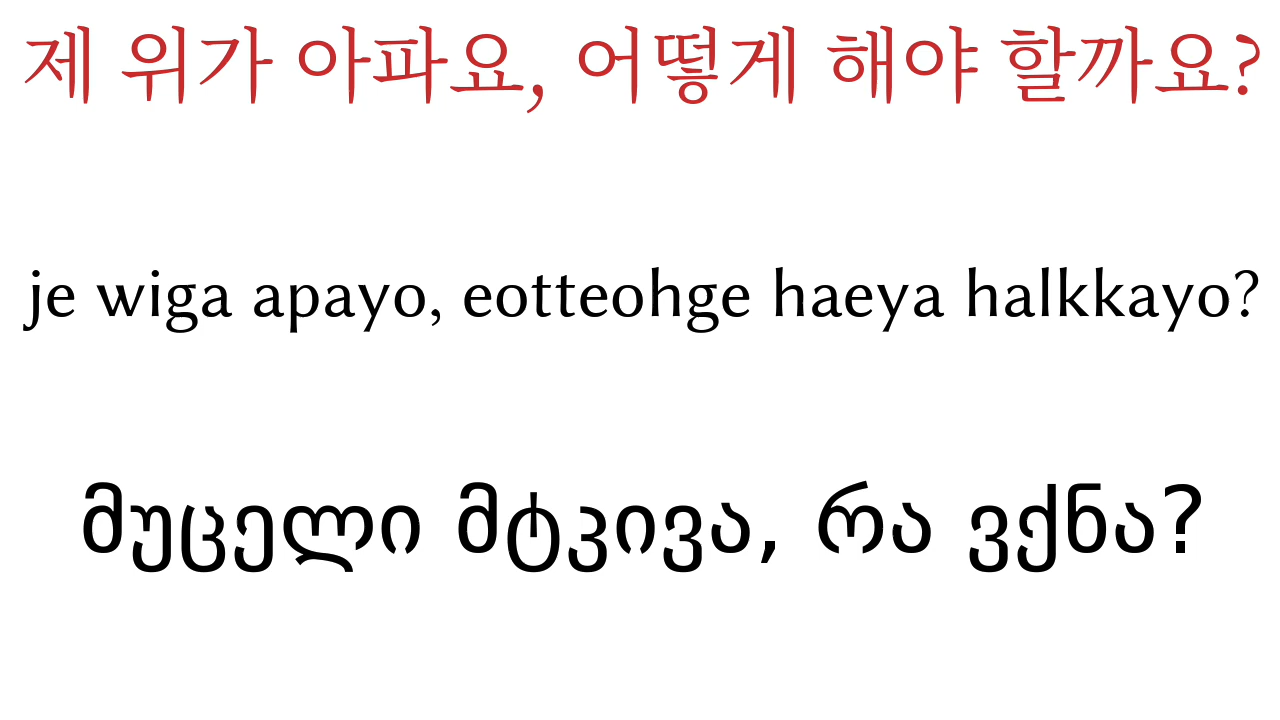 제 위가 아파요, 어떻게 해야 할까요?
je wiga apayo, eotteohge haeya halkkayo?
მუცელი მტკივა, რა ვქნა?